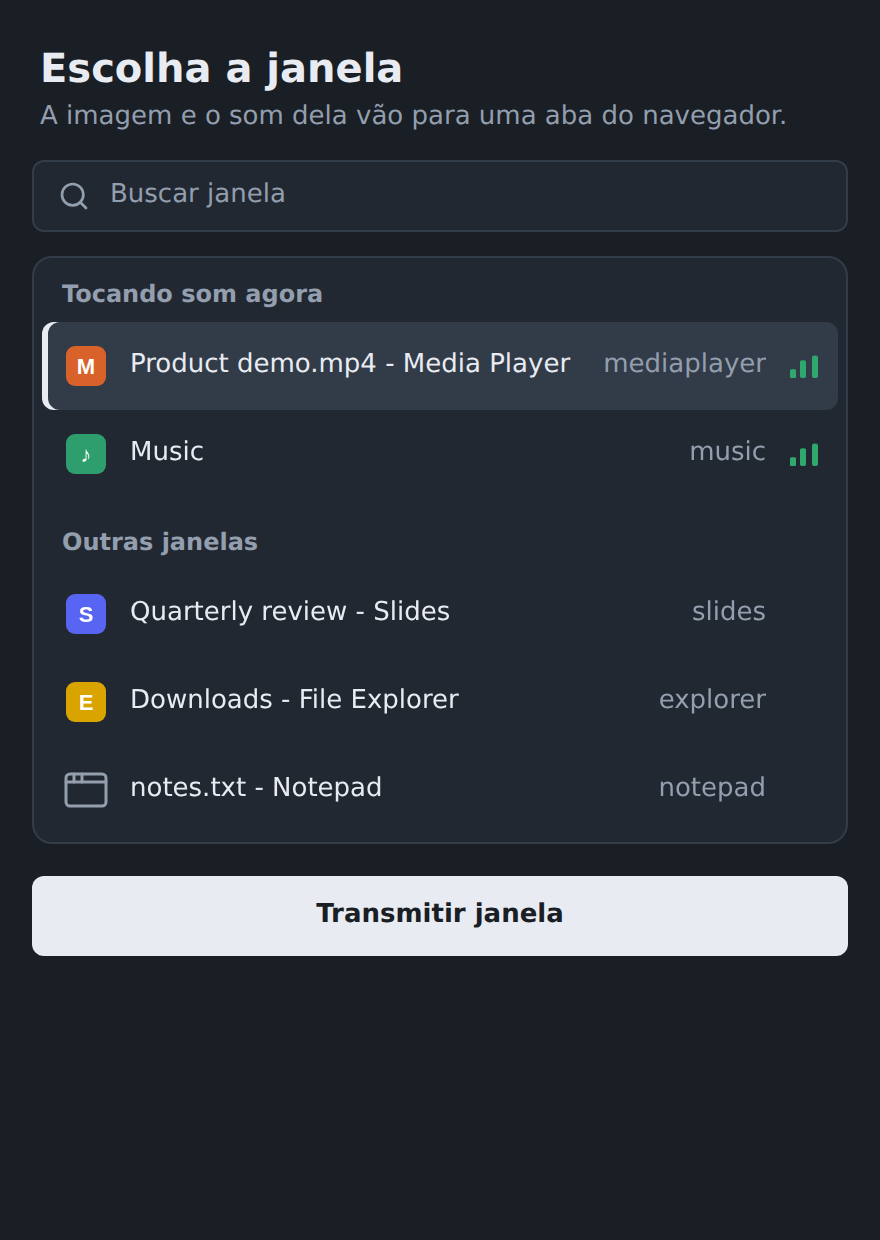 Escolha a janela
A imagem e o som dela vão para uma aba do navegador.
Buscar janela
Tocando som agora
M Product demo.mp4 - Media Player mediaplayer
♪ Music music
Outras janelas
S Quarterly review - Slides slides
E Downloads - File Explorer explorer
notes.txt - Notepad notepad
Transmitir janela